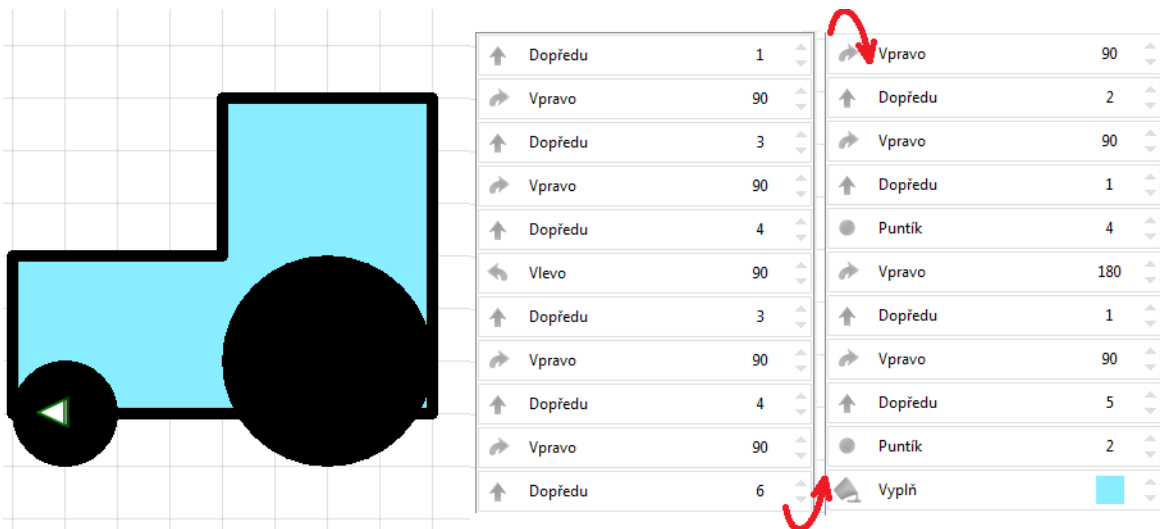 Dopředu 1
Vpravo 90
Dopředu 3
Vpravo 90
Dopředu 4
Vlevo 90
Dopředu 3
Vpravo 90
Dopředu 4
Vpravo 90
Dopředu 6
Vpravo 90
Dopředu 2
Vpravo 90
Dopředu 1
Puntík 4
Vpravo 180
Dopředu 1
Vpravo 90
Dopředu 5
Puntík 2
Vyplň